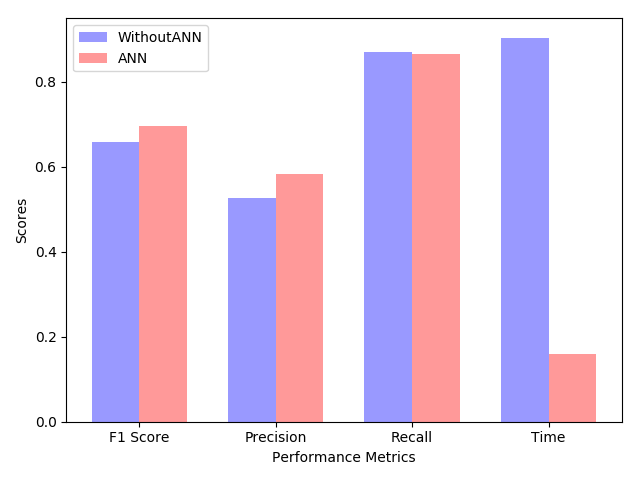 WithoutANN
ANN
Scores
0.8
0.6
0.4
0.2
0.0
F1 Score Precision Recall Time
Performance Metrics